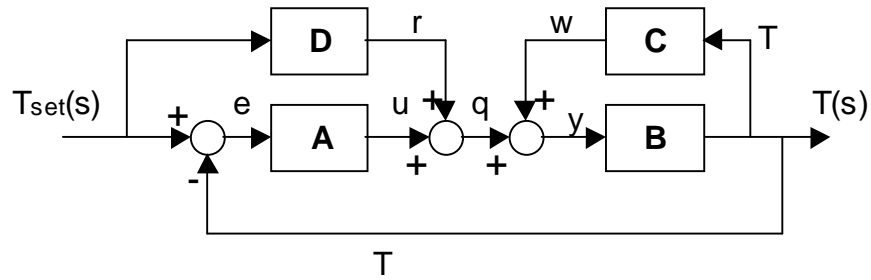 D r w C T
Tset(s) e u q T(s)
+ + +
A y B
- + +
T